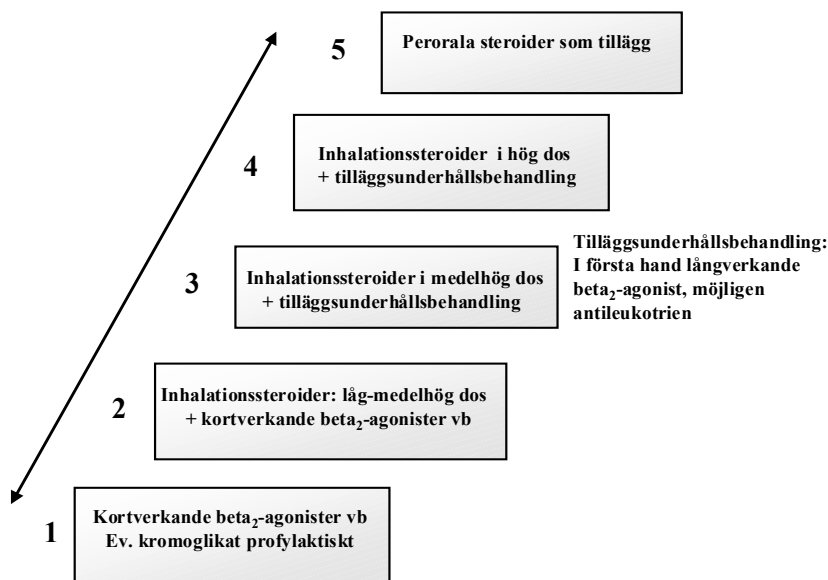 5
Perorala steroider som tillägg
4
Inhalationssteroider i hög dos
+ tilläggsunderhållsbehandling
3
Inhalationssteroider i medelhög dos
+ tilläggsunderhållsbehandling
Tilläggsunderhållsbehandling:
I första hand långverkande
beta₂-agonist, möjligen
antileukotrien
2
Inhalationssteroider: låg-medelhög dos
+ kortverkande beta₂-agonister vb
1
Kortverkande beta₂-agonister vb
Ev. kromoglikat profylaktiskt